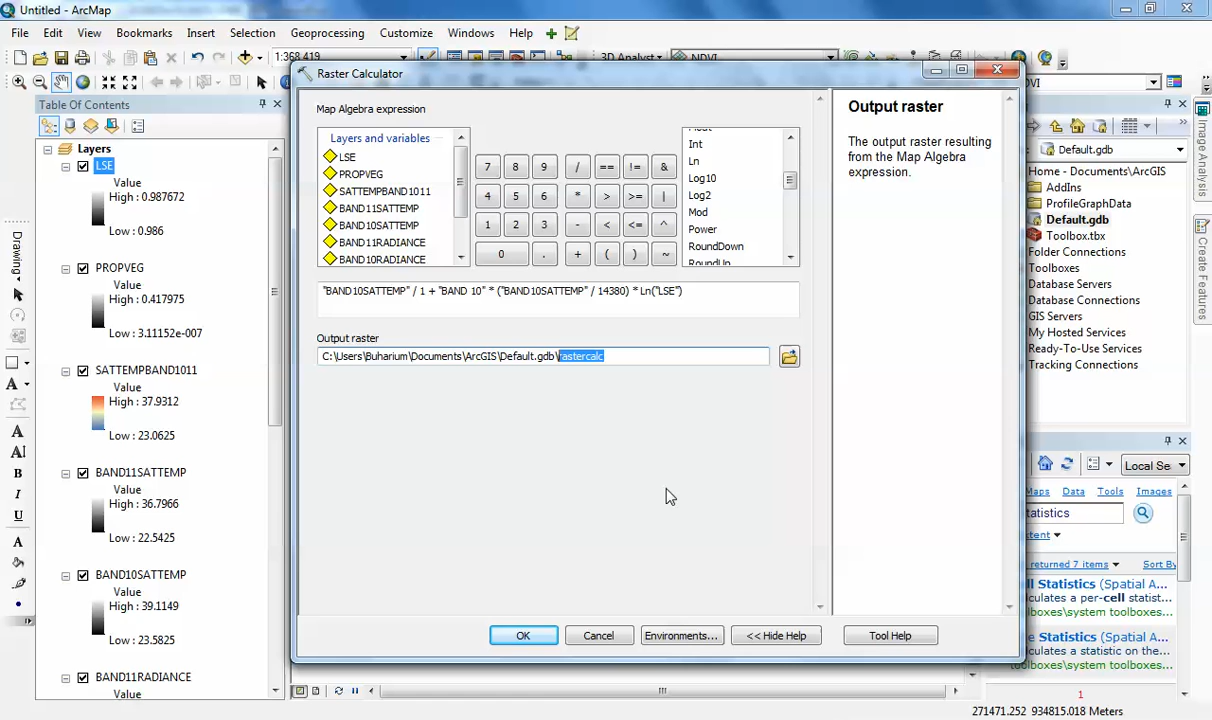 Untitled - ArcMap
File Edit View Bookmarks Insert Selection Geoprocessing Customize Windows Help
1:368,419
3D Analyst
NDVI
Table Of Contents
Layers
LSE
Value
High : 0.987672
Low : 0.986
PROPVEG
Value
High : 0.417975
Low : 3.11152e-007
SATTEMPBAND1011
Value
High : 37.9312
Low : 23.0625
BAND11SATTEMP
Value
High : 36.7966
Low : 22.5425
BAND10SATTEMP
Value
High : 39.1149
Low : 23.5825
BAND11RADIANCE
Value
Drawing
Raster Calculator
Map Algebra expression
Layers and variables
LSE
PROPVEG
SATTEMPBAND1011
BAND11SATTEMP
BAND10SATTEMP
BAND11RADIANCE
BAND10RADIANCE
7 8 9 / == != &
4 5 6 * > >= |
1 2 3 - < <= ^
0 . + ( ) ~
Int
Ln
Log10
Log2
Mod
Power
RoundDown
RoundUp
"BAND10SATTEMP" / 1 + "BAND 10" * ("BAND10SATTEMP" / 14380) * Ln("LSE")
Output raster
C:\Users\Buharium\Documents\ArcGIS\Default.gdb\rastercalc
OK Cancel Environments... << Hide Help Tool Help
Output raster
The output raster resulting
from the Map Algebra
expression.
Default.gdb
Home - Documents\ArcGIS
AddIns
ProfileGraphData
Default.gdb
Toolbox.tbx
Folder Connections
Toolboxes
Database Servers
Database Connections
GIS Servers
My Hosted Services
Ready-To-Use Services
Tracking Connections
Image Analysis
Create Features
Local Se
Maps Data Tools Images
tatistics
tent
returned 7 items Sort By
ll Statistics (Spatial A...
lculates a per-cell statist...
olboxes\system toolboxes...
e Statistics (Spatial A...
lculates a statistic on the...
olboxes\system toolboxes...
1
271471.252 934815.018 Meters